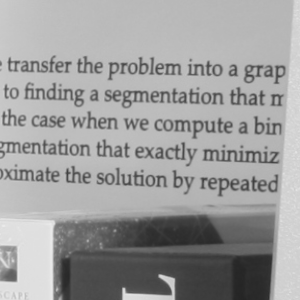 transfer the problem into a grap
to finding a segmentation that m
the case when we compute a bin
gmentation that exactly minimiz
oximate the solution by repeated
N
SCAPE
L